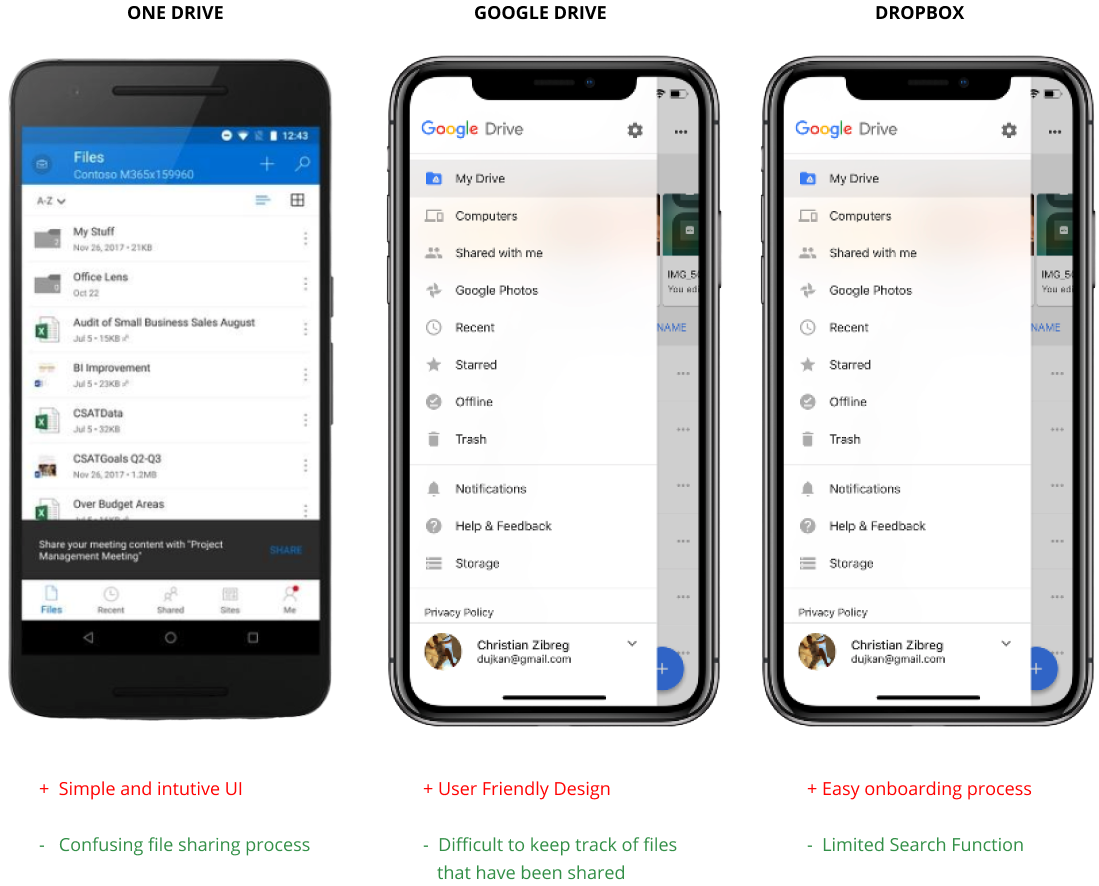 ONE DRIVE
GOOGLE DRIVE
DROPBOX
12:43
Files
Contoso M365x159960
A-Z
My Stuff
Nov 26, 2017 • 21KB
Office Lens
Oct 22
Audit of Small Business Sales August
Jul 5 • 15KB
BI Improvement
Jul 5 • 23KB
CSATData
Jul 5 • 32KB
CSATGoals Q2-Q3
Nov 26, 2017 • 1.2MB
Over Budget Areas
Share your meeting content with "Project
Management Meeting"
SHARE
Files
Recent
Shared
Sites
Me
Google Drive
My Drive
Computers
Shared with me
Google Photos
Recent
Starred
Offline
Trash
Notifications
Help & Feedback
Storage
Privacy Policy
Christian Zibreg
dujkan@gmail.com
IMG_50
You edi
NAME
Google Drive
My Drive
Computers
Shared with me
Google Photos
Recent
Starred
Offline
Trash
Notifications
Help & Feedback
Storage
Privacy Policy
Christian Zibreg
dujkan@gmail.com
IMG_50
You edi
NAME
+ Simple and intutive UI
- Confusing file sharing process
+ User Friendly Design
- Difficult to keep track of files
that have been shared
+ Easy onboarding process
- Limited Search Function